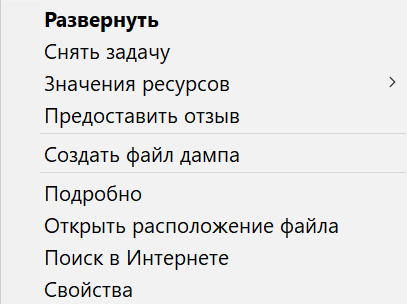 Развернуть
Снять задачу
Значения ресурсов
Предоставить отзыв
Создать файл дампа
Подробно
Открыть расположение файла
Поиск в Интернете
Свойства